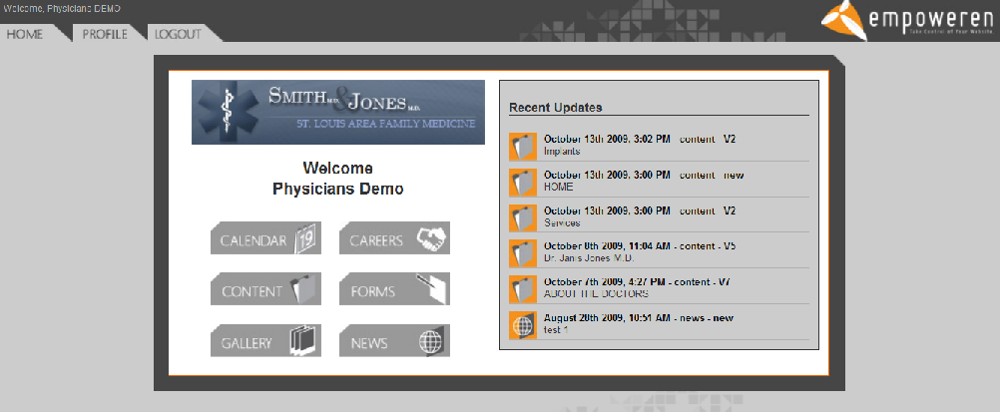 Welcome, Physicians DEMO
HOME
PROFILE
LOGOUT
empoweren
Take Control of Your Website.
SMITH M.D. & JONES M.D.
ST. LOUIS AREA FAMILY MEDICINE
Welcome
Physicians Demo
CALENDAR 19
CAREERS
CONTENT
FORMS
GALLERY
NEWS
Recent Updates
October 13th 2009, 3:02 PM - content - V2
Implants
October 13th 2009, 3:00 PM - content - new
HOME
October 13th 2009, 3:00 PM - content - V2
Services
October 8th 2009, 11:04 AM - content - V5
Dr. Janis Jones M.D.
October 7th 2009, 4:27 PM - content - V7
ABOUT THE DOCTORS
August 28th 2009, 10:51 AM - news - new
test 1